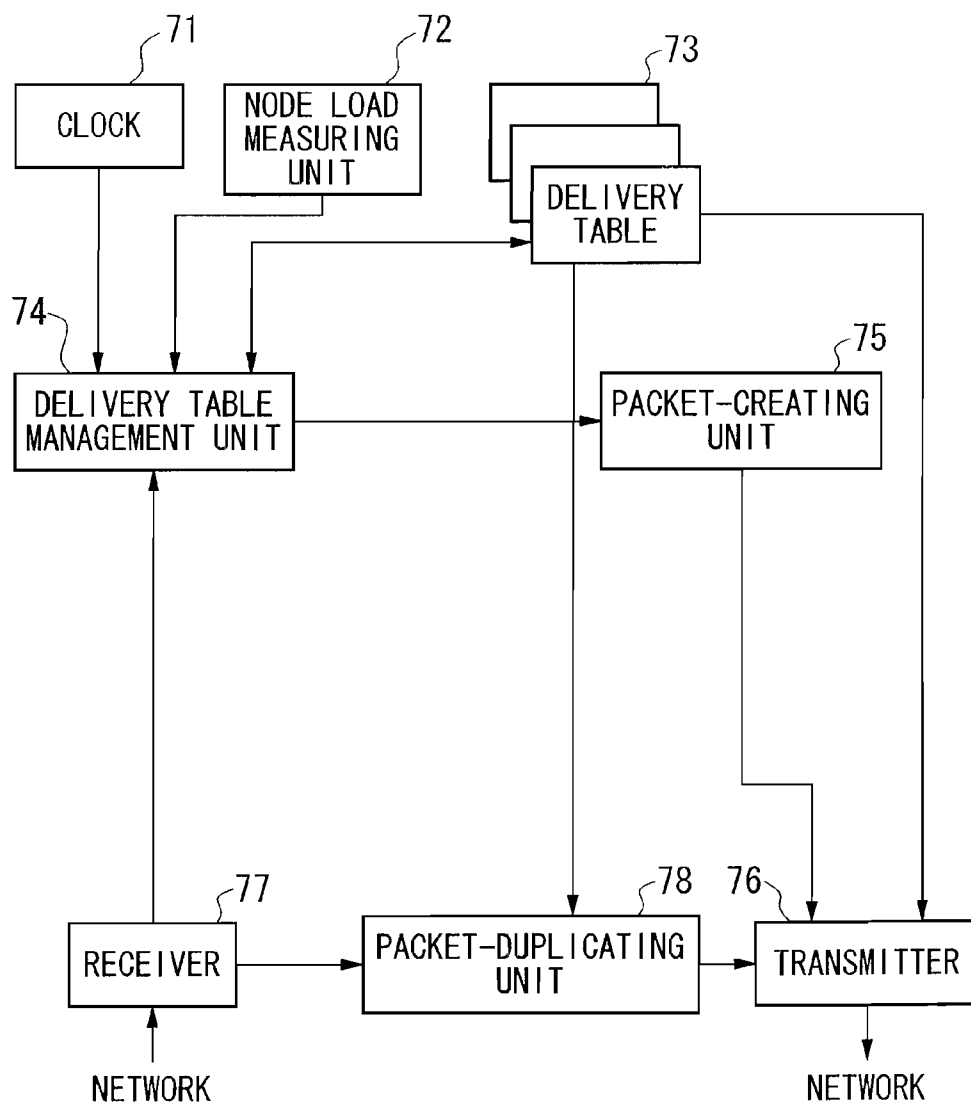 71
72
73
CLOCK
NODE LOAD
MEASURING
UNIT
DELIVERY
TABLE
74
75
DELIVERY TABLE
MANAGEMENT UNIT
PACKET-CREATING
UNIT
77
78
76
RECEIVER
PACKET-DUPLICATING
UNIT
TRANSMITTER
NETWORK
NETWORK